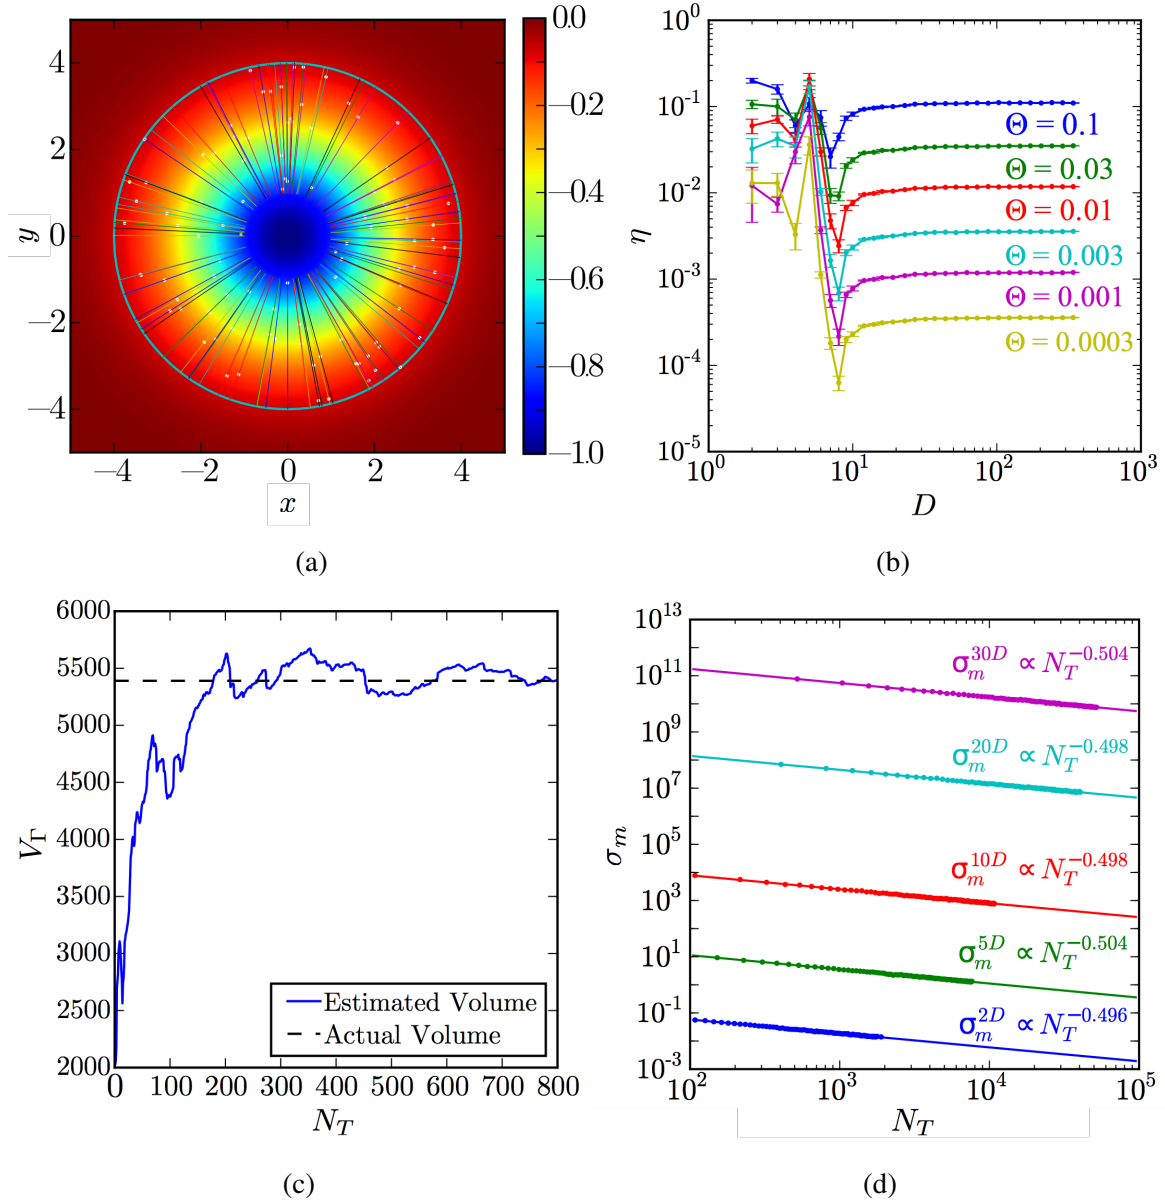 0.0
−0.2
−0.4
−0.6
−0.8
−1.0
4
2
0
−2
−4
y
−4 −2 0 2 4
x
(a)
10^0
10^-1
10^-2
10^-3
10^-4
10^-5
η
Θ = 0.1
Θ = 0.03
Θ = 0.01
Θ = 0.003
Θ = 0.001
Θ = 0.0003
10^0 10^1 10^2 10^3
D
(b)
6000
5500
5000
4500
4000
3500
3000
2500
2000
V_Γ
Estimated Volume
Actual Volume
0 100 200 300 400 500 600 700 800
N_T
(c)
10^13
10^11
10^9
10^7
10^5
10^3
10^1
10^-1
10^-3
σ_m
σ_m^30D ∝ N_T^−0.504
σ_m^20D ∝ N_T^−0.498
σ_m^10D ∝ N_T^−0.498
σ_m^5D ∝ N_T^−0.504
σ_m^2D ∝ N_T^−0.496
10^2 10^3 10^4 10^5
N_T
(d)